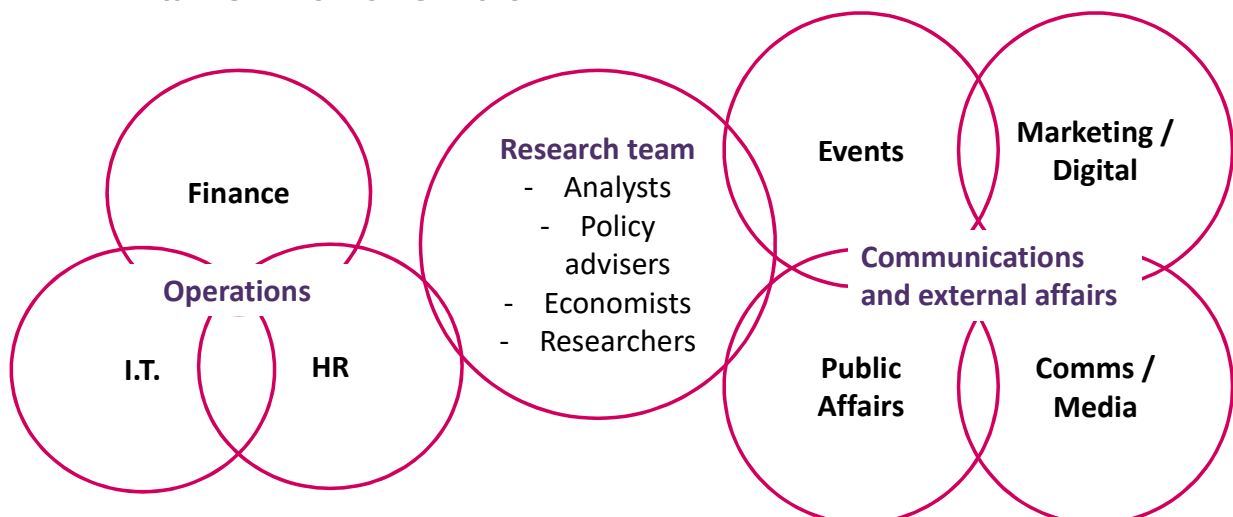 Finance
Operations
I.T.
HR
Research team
- Analysts
- Policy
advisers
- Economists
- Researchers
Events
Marketing /
Digital
Communications
and external affairs
Public
Affairs
Comms /
Media